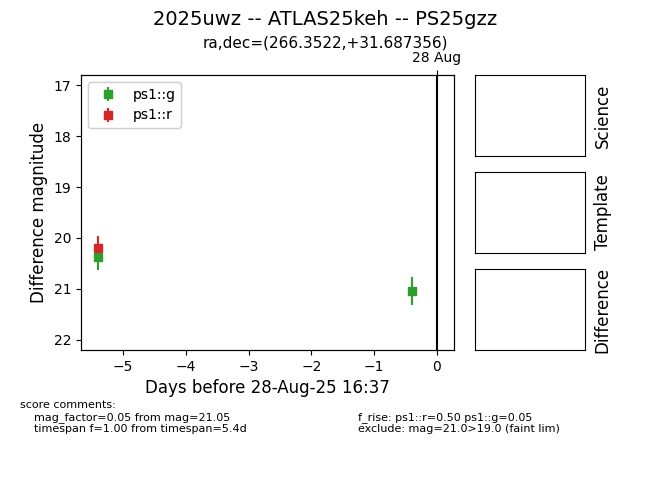 2025uwz -- ATLAS25keh -- PS25gzz
ra,dec=(266.3522,+31.687356)
28 Aug
ps1::g
ps1::r
17
18
19
20
21
22
Difference magnitude
−5
−4
−3
−2
−1
0
Days before 28-Aug-25 16:37
Science
Template
Difference
score comments:
mag_factor=0.05 from mag=21.05
timespan f=1.00 from timespan=5.4d
f_rise: ps1::r=0.50 ps1::g=0.05
exclude: mag=21.0>19.0 (faint lim)